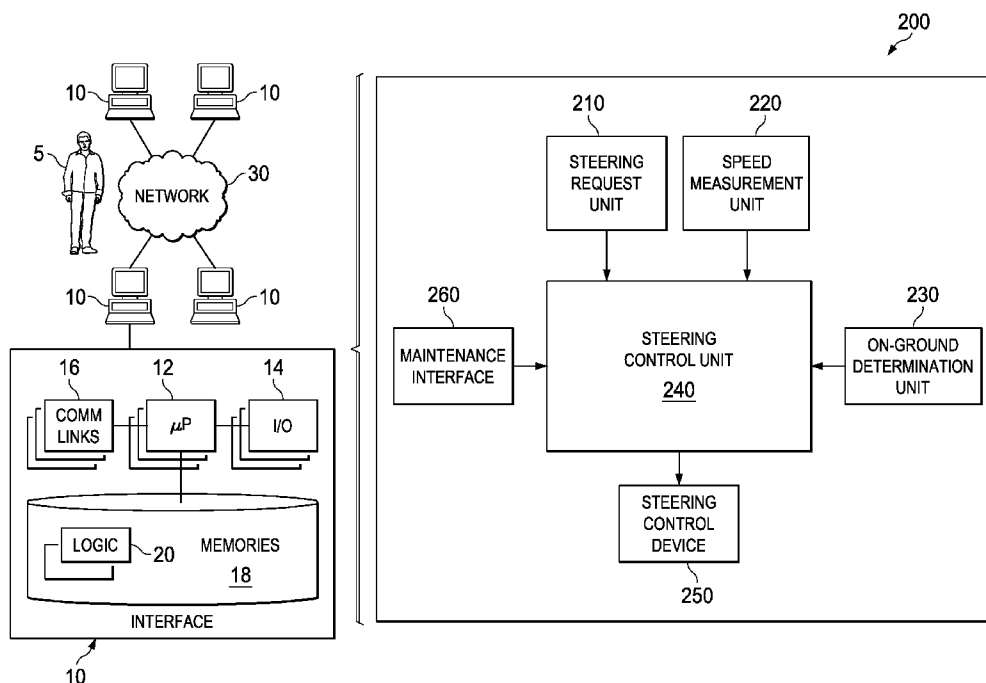 200
10
10
5
NETWORK
30
10
10
16
12
14
COMM
LINKS
μP
I/O
LOGIC
20
MEMORIES
18
INTERFACE
10
210
220
STEERING
REQUEST
UNIT
SPEED
MEASUREMENT
UNIT
260
230
MAINTENANCE
INTERFACE
STEERING
CONTROL UNIT
240
ON-GROUND
DETERMINATION
UNIT
STEERING
CONTROL
DEVICE
250